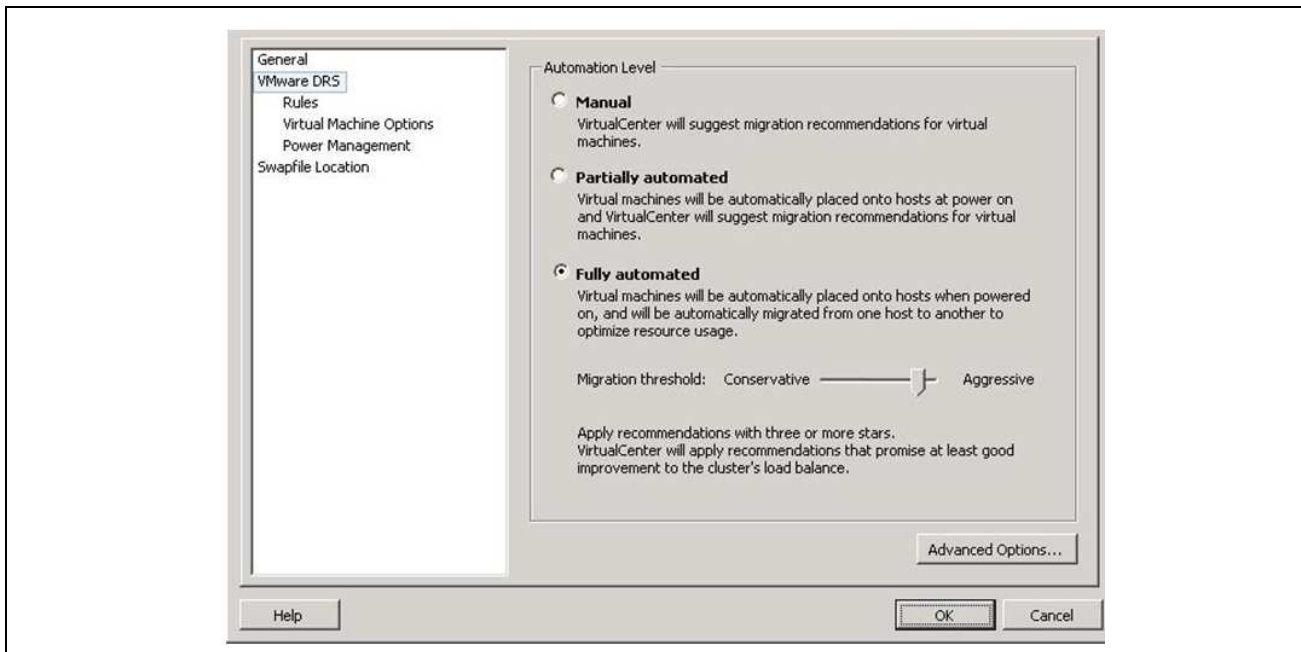 General
VMware DRS
Rules
Virtual Machine Options
Power Management
Swapfile Location
Automation Level
Manual
VirtualCenter will suggest migration recommendations for virtual
machines.
Partially automated
Virtual machines will be automatically placed onto hosts at power on
and VirtualCenter will suggest migration recommendations for virtual
machines.
Fully automated
Virtual machines will be automatically placed onto hosts when powered
on, and will be automatically migrated from one host to another to
optimize resource usage.
Migration threshold: Conservative Aggressive
Apply recommendations with three or more stars.
VirtualCenter will apply recommendations that promise at least good
improvement to the cluster's load balance.
Advanced Options...
Help OK Cancel